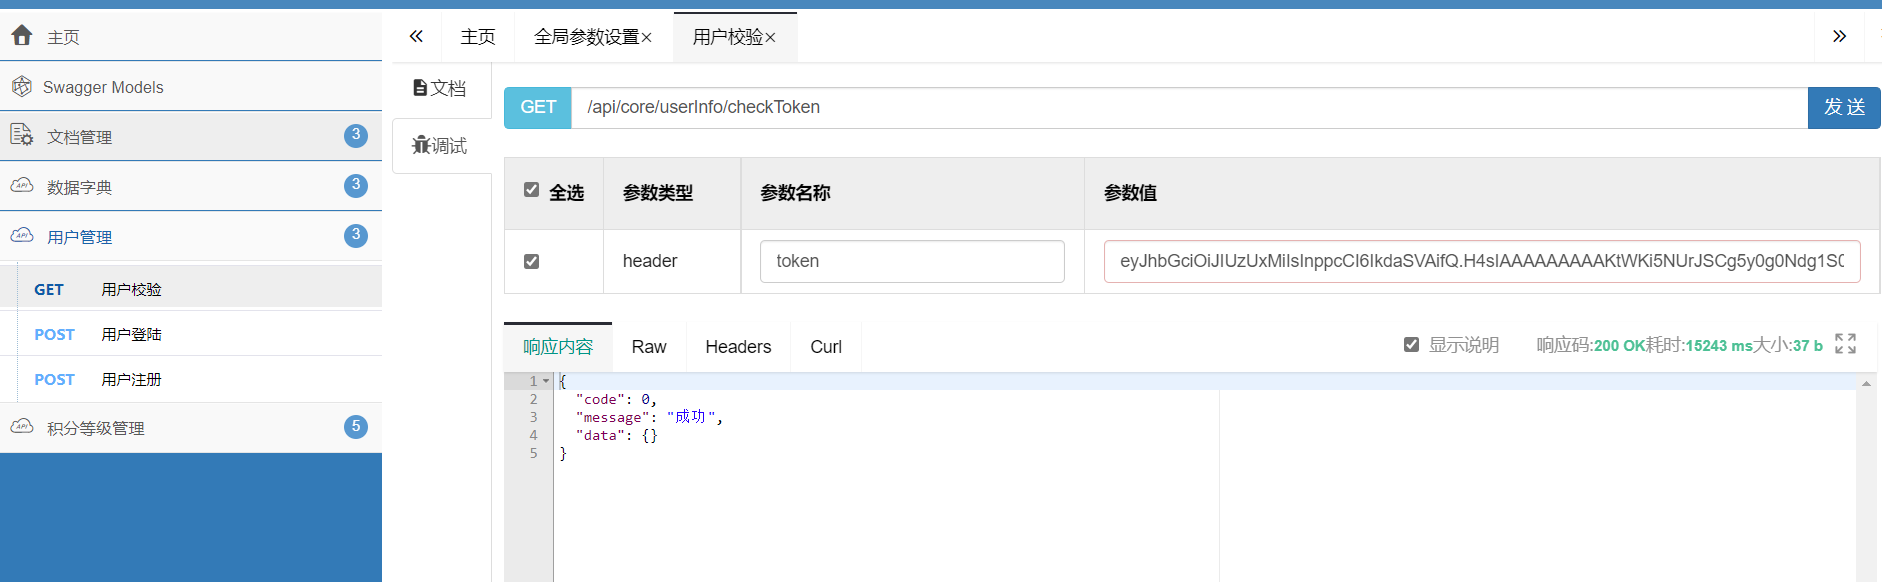 主页
Swagger Models
文档管理 3
数据字典 3
用户管理 3
GET 用户校验
POST 用户登陆
POST 用户注册
积分等级管理 5
主页 全局参数设置× 用户校验×
文档
调试
GET /api/core/userInfo/checkToken 发 送
全选 参数类型 参数名称 参数值
header token eyJhbGciOiJIUzUxMiIsInppcCI6IkdaSVAifQ.H4sIAAAAAAAAAKtWKi5NUrJSCg5y0g0Ndg1S0
响应内容 Raw Headers Curl 显示说明 响应码:200 OK耗时:15243 ms大小:37 b
1 {
2 "code": 0,
3 "message": "成功",
4 "data": {}
5 }